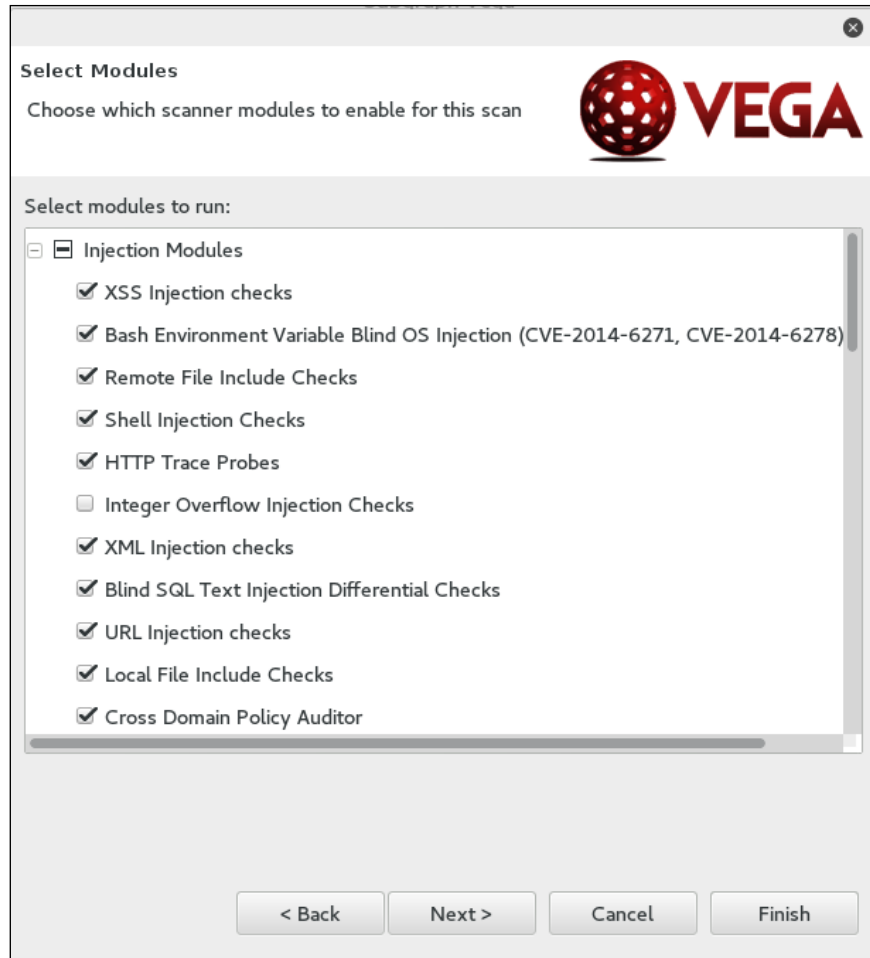 Select Modules
Choose which scanner modules to enable for this scan
VEGA
Select modules to run:
Injection Modules
XSS Injection checks
Bash Environment Variable Blind OS Injection (CVE-2014-6271, CVE-2014-6278)
Remote File Include Checks
Shell Injection Checks
HTTP Trace Probes
Integer Overflow Injection Checks
XML Injection checks
Blind SQL Text Injection Differential Checks
URL Injection checks
Local File Include Checks
Cross Domain Policy Auditor
< Back
Next >
Cancel
Finish